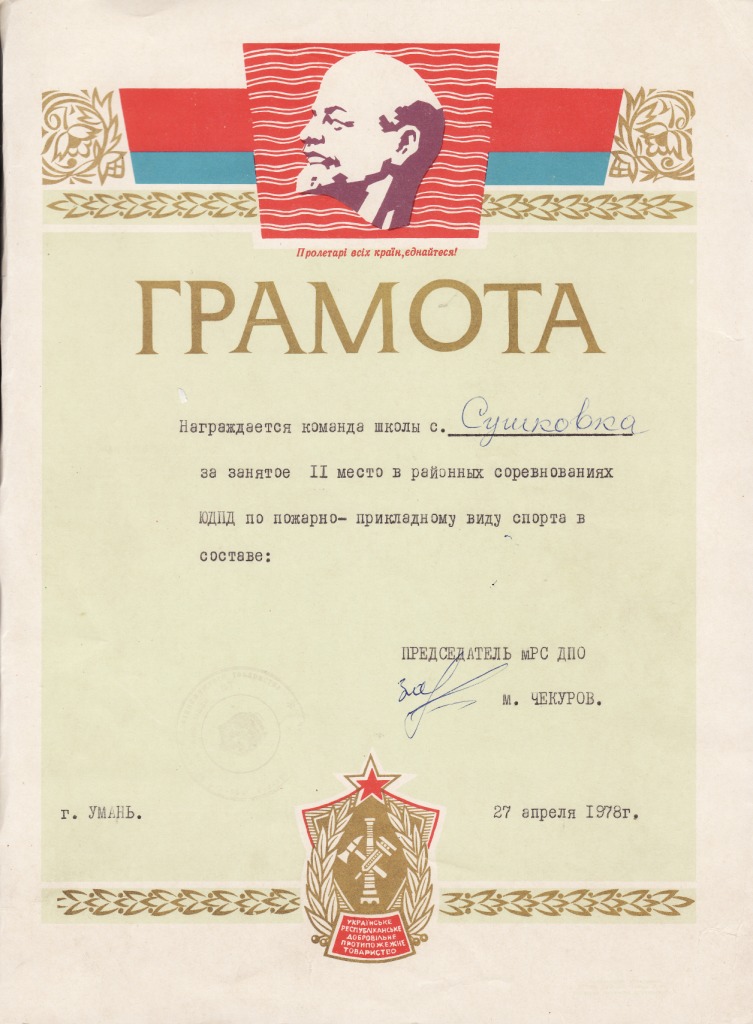 Пролетарі всіх країн, єднайтеся!
ГРАМОТА
Награждается команда школы с. Сушковка
за занятое II место в районных соревнованиях
ЮДПД по пожарно- прикладному виду спорта в
составе:
ПРЕДСЕДАТЕЛЬ мРС ДПО
за
м. ЧЕКУРОВ.
г. УМАНЬ.
27 апреля 1978г.
УКРАЇНСЬКЕ
РЕСПУБЛІКАНСЬКЕ
ДОБРОВІЛЬНЕ
ПРОТИПОЖЕЖНЕ
ТОВАРИСТВО